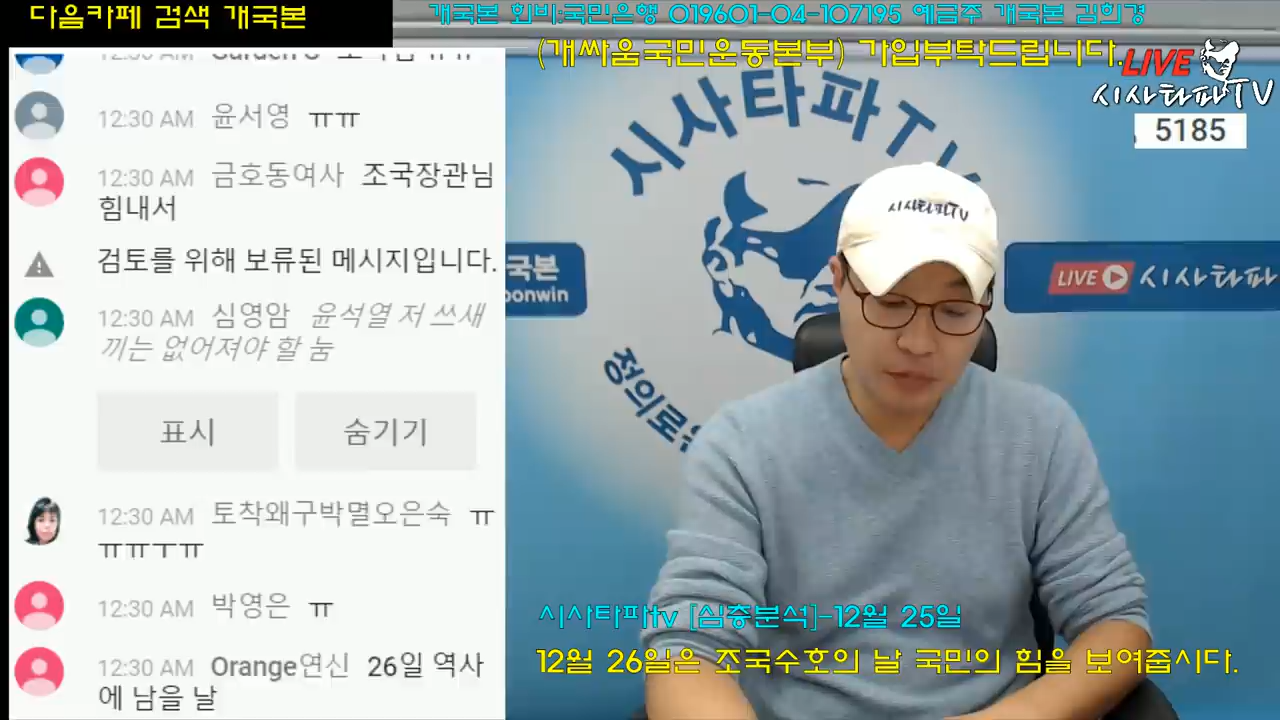 다음카페 검색 개국본
개국본 회비:국민은행 019601-04-107195 예금주 개국본 김희경
(개싸움국민운동본부) 가입부탁드립니다.
LIVE
시사타파TV
5185
12:30 AM 윤서영 ㅠㅠ
12:30 AM 금호동여사 조국장관님
힘내서
검토를 위해 보류된 메시지입니다.
12:30 AM 심영암 윤석열 저 쓰새
끼는 없어져야 할 눔
표시 숨기기
12:30 AM 토착왜구박멸오은숙 ㅠ
ㅠㅠㅜㅠ
12:30 AM 박영은 ㅠ
12:30 AM Orange연신 26일 역사
에 남을 날
시사타파TV
정의로운
시사타파TV
국본
oonwin
LIVE 시사타파
시사타파tv [심층분석]-12월 25일
12월 26일은 조국수호의 날 국민의 힘을 보여줍시다.